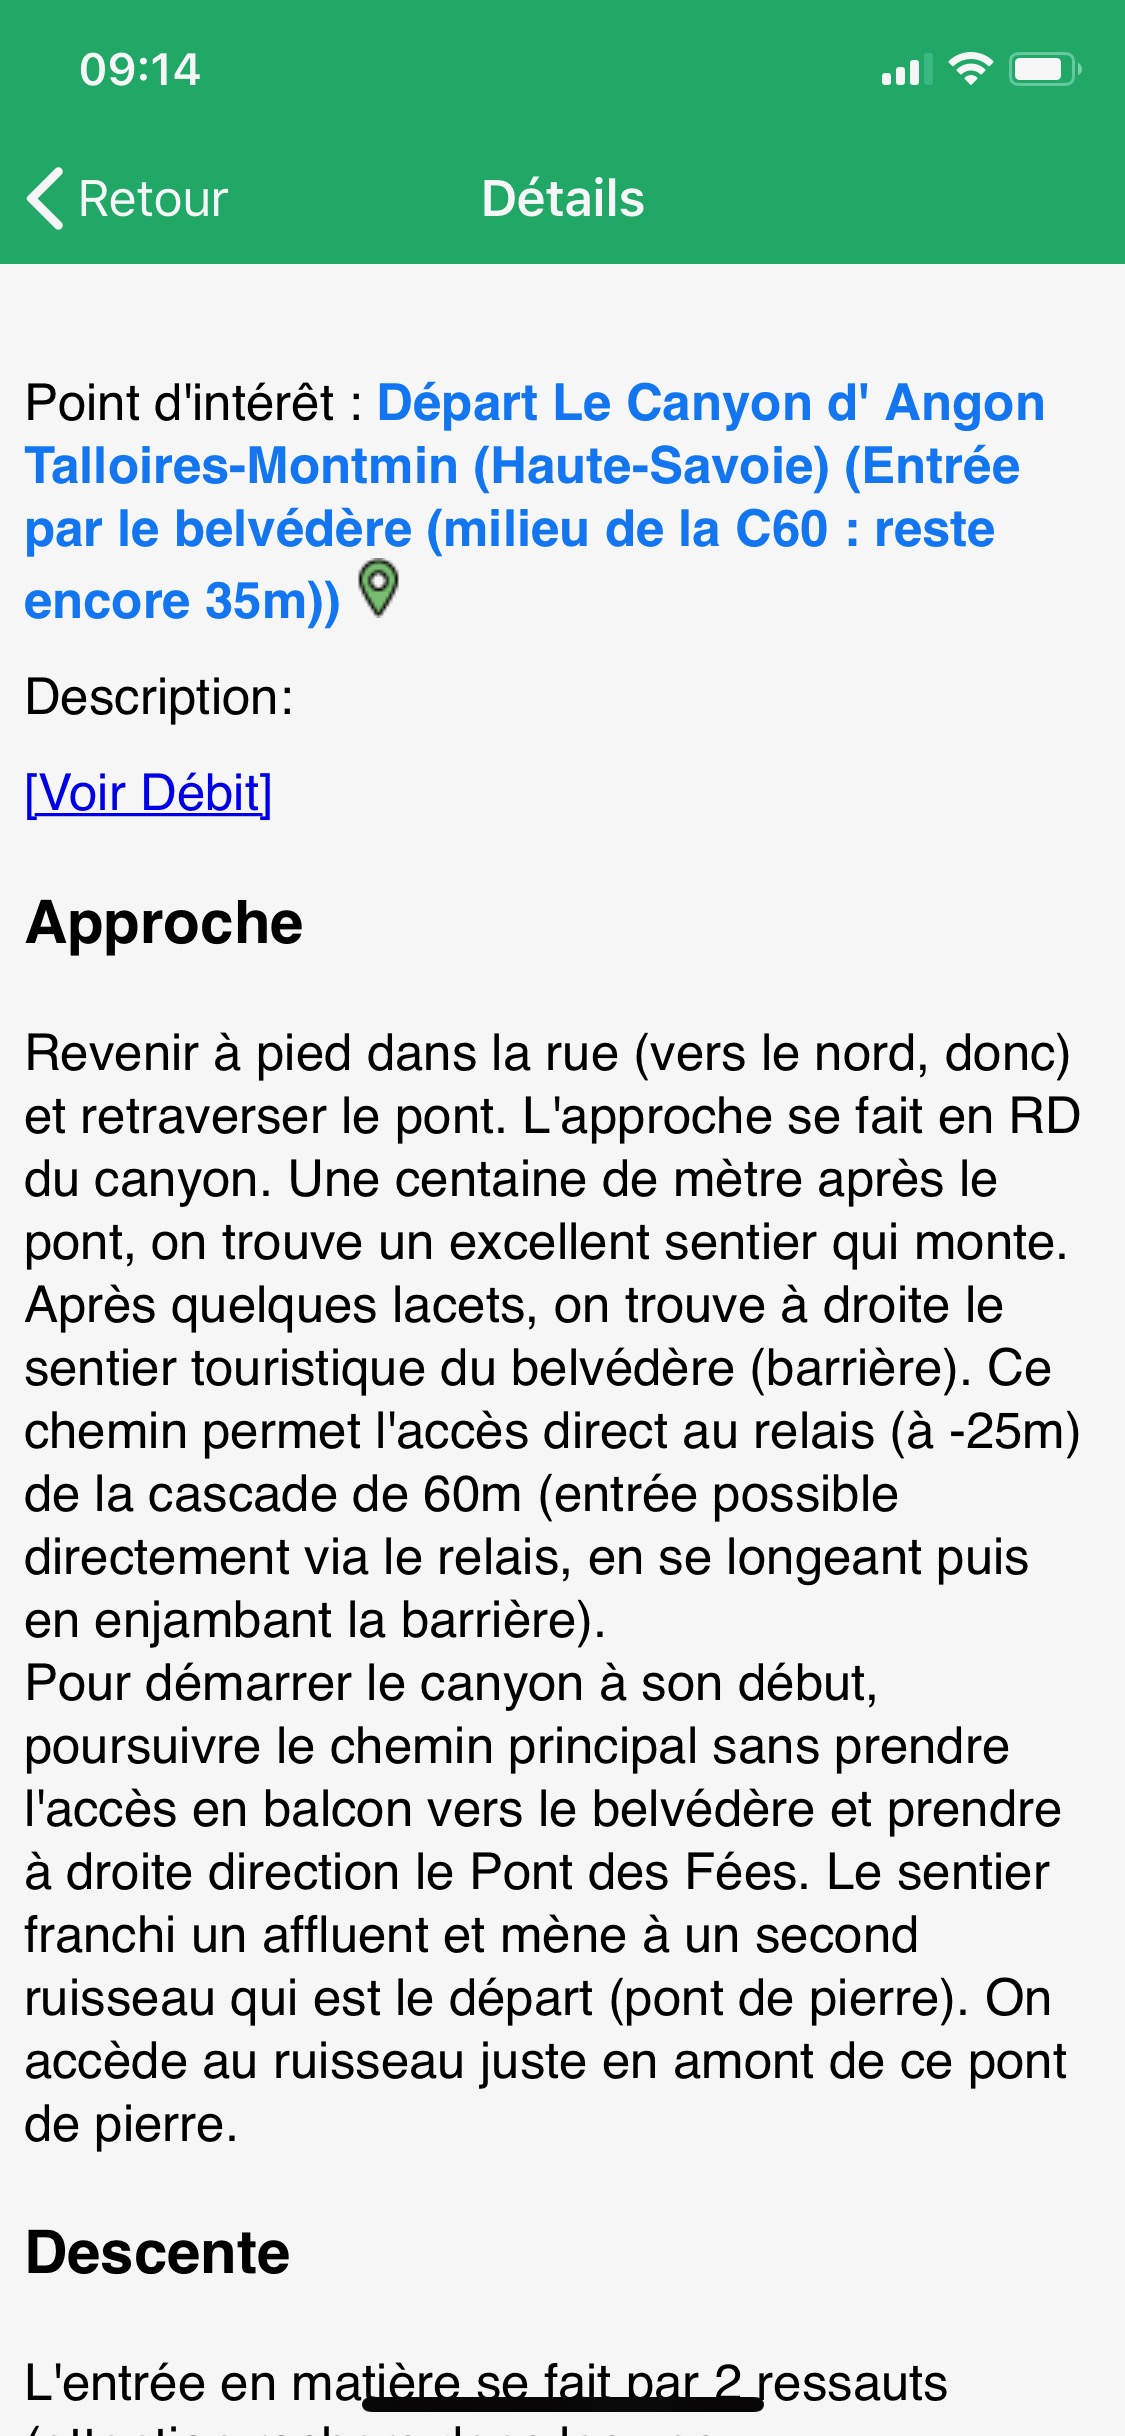 09:14
Retour
Détails
Point d'intérêt : Départ Le Canyon d' Angon
Talloires-Montmin (Haute-Savoie) (Entrée
par le belvédère (milieu de la C60 : reste
encore 35m))
Description:
[Voir Débit]
Approche
Revenir à pied dans la rue (vers le nord, donc)
et retraverser le pont. L'approche se fait en RD
du canyon. Une centaine de mètre après le
pont, on trouve un excellent sentier qui monte.
Après quelques lacets, on trouve à droite le
sentier touristique du belvédère (barrière). Ce
chemin permet l'accès direct au relais (à -25m)
de la cascade de 60m (entrée possible
directement via le relais, en se longeant puis
en enjambant la barrière).
Pour démarrer le canyon à son début,
poursuivre le chemin principal sans prendre
l'accès en balcon vers le belvédère et prendre
à droite direction le Pont des Fées. Le sentier
franchi un affluent et mène à un second
ruisseau qui est le départ (pont de pierre). On
accède au ruisseau juste en amont de ce pont
de pierre.
Descente
L'entrée en matière se fait par 2 ressauts